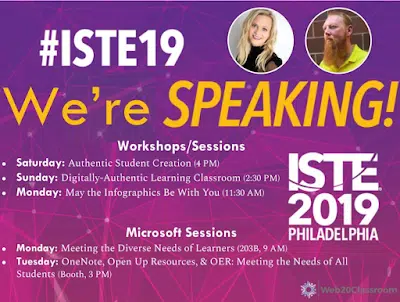 #ISTE19
We're SPEAKING!
Workshops/Sessions
• Saturday: Authentic Student Creation (4 PM)
• Sunday: Digitally-Authentic Learning Classroom (2:30 PM)
• Monday: May the Infographics Be With You (11:30 AM)
Microsoft Sessions
• Monday: Meeting the Diverse Needs of Learners (203B, 9 AM)
• Tuesday: OneNote, Open Up Resources, & OER: Meeting the Needs of All
Students (Booth, 3 PM)
ISTE
2019
PHILADELPHIA
Web20Classroom